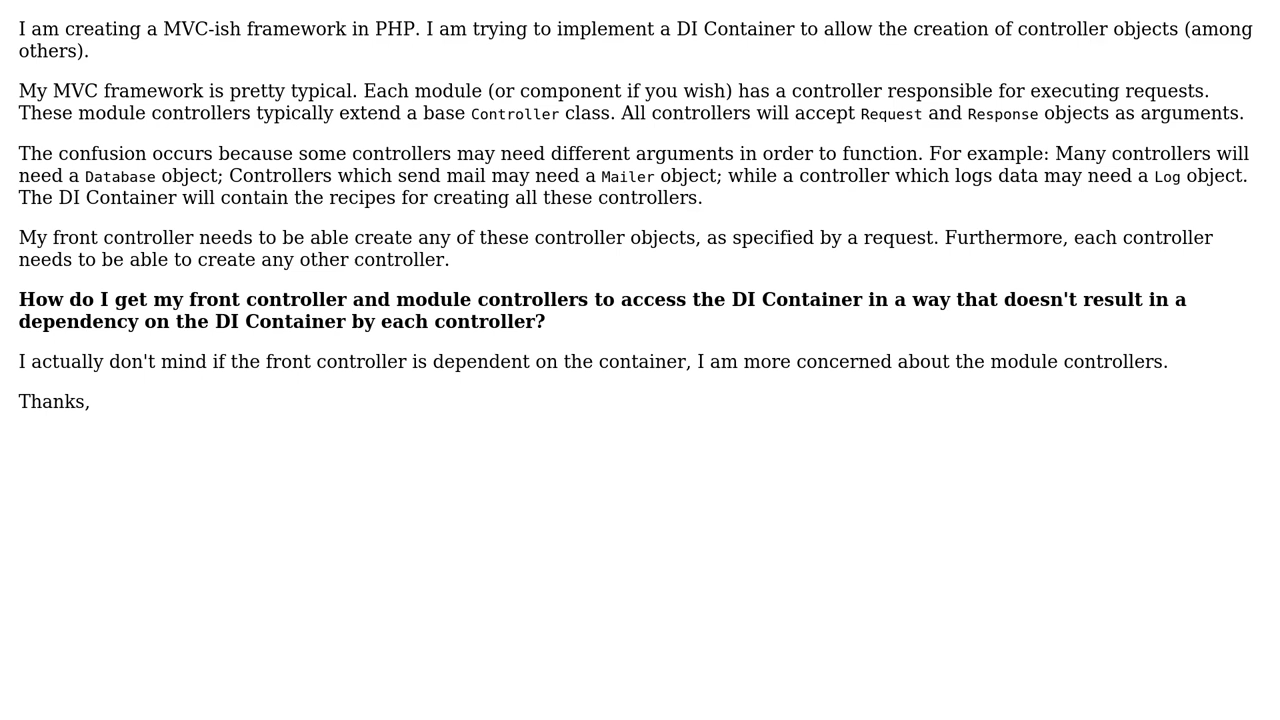 I am creating a MVC-ish framework in PHP. I am trying to implement a DI Container to allow the creation of controller objects (among
others).
My MVC framework is pretty typical. Each module (or component if you wish) has a controller responsible for executing requests.
These module controllers typically extend a base Controller class. All controllers will accept Request and Response objects as arguments.
The confusion occurs because some controllers may need different arguments in order to function. For example: Many controllers will
need a Database object; Controllers which send mail may need a Mailer object; while a controller which logs data may need a Log object.
The DI Container will contain the recipes for creating all these controllers.
My front controller needs to be able create any of these controller objects, as specified by a request. Furthermore, each controller
needs to be able to create any other controller.
How do I get my front controller and module controllers to access the DI Container in a way that doesn't result in a
dependency on the DI Container by each controller?
I actually don't mind if the front controller is dependent on the container, I am more concerned about the module controllers.
Thanks,